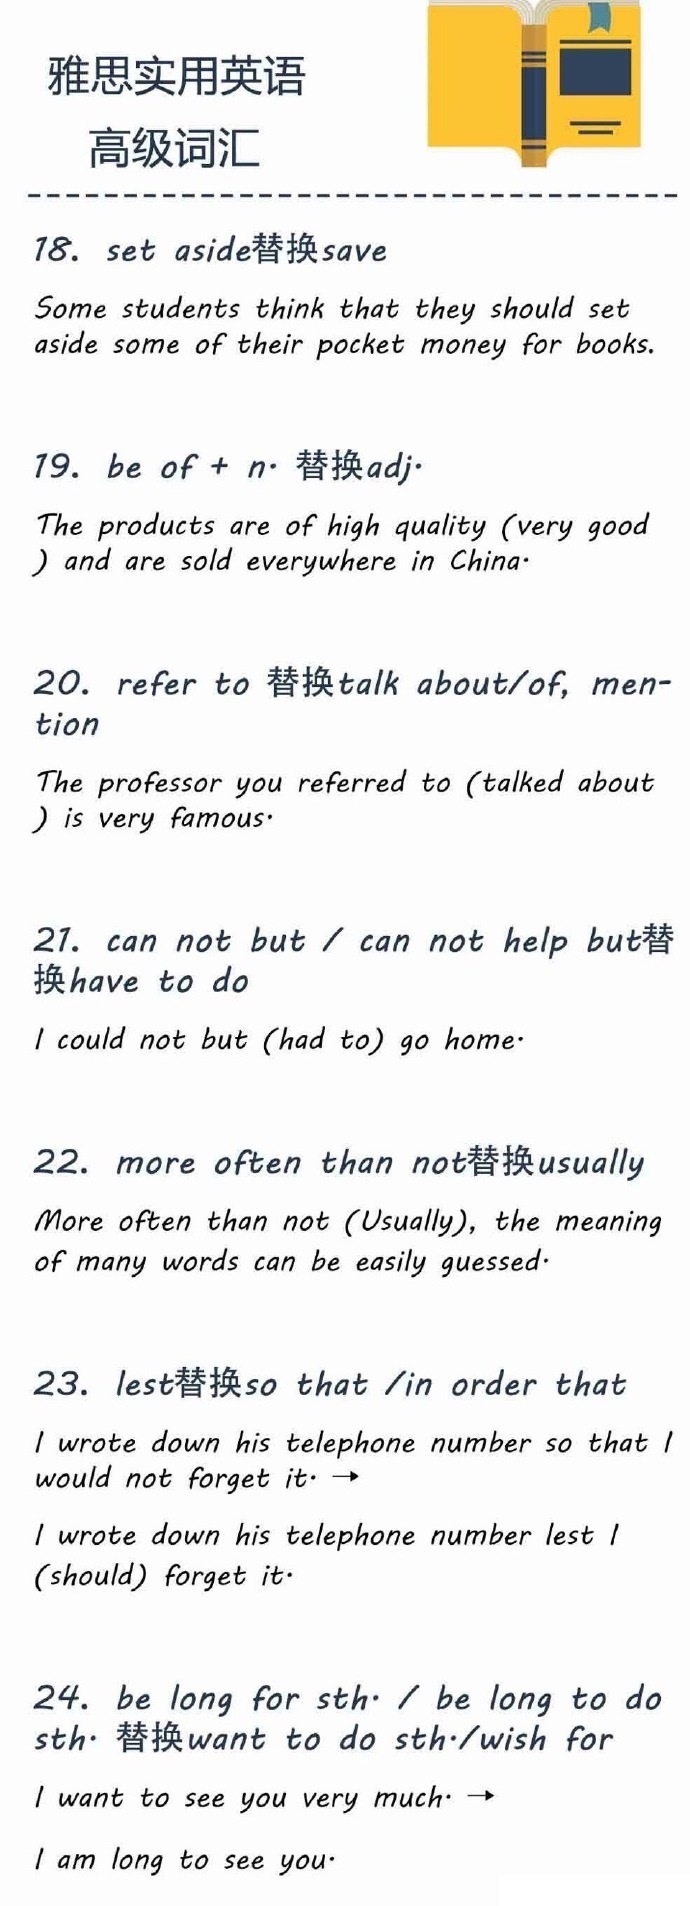 雅思实用英语
高级词汇
18. set aside替换save
Some students think that they should set
aside some of their pocket money for books.
19. be of + n· 替换adj·
The products are of high quality (very good
) and are sold everywhere in China·
20. refer to 替换talk about/of, men-
tion
The professor you referred to (talked about
) is very famous·
21. can not but / can not help but替
换have to do
I could not but (had to) go home·
22. more often than not替换usually
More often than not (Usually), the meaning
of many words can be easily guessed·
23. lest替换so that /in order that
I wrote down his telephone number so that I
would not forget it· →
I wrote down his telephone number lest I
(should) forget it·
24. be long for sth· / be long to do
sth· 替换want to do sth·/wish for
I want to see you very much· →
I am long to see you·